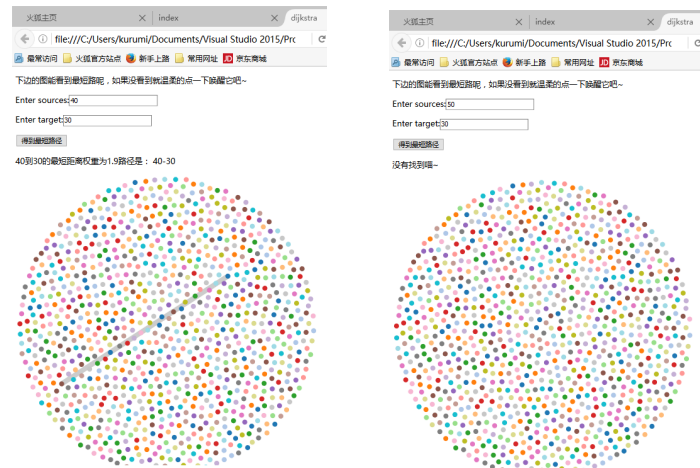 火狐主页 index dijkstra
file:///C:/Users/kurumi/Documents/Visual Studio 2015/Prc
最常访问 火狐官方站点 新手上路 常用网址 JD 京东商城
下边的图能看到最短路呢，如果没看到就温柔的点一下唤醒它吧~
Enter sources:40
Enter target:30
得到最短路径
40到30的最短距离权重为1.9路径是： 40-30
火狐主页 index dijkstra
file:///C:/Users/kurumi/Documents/Visual Studio 2015/Prc
最常访问 火狐官方站点 新手上路 常用网址 JD 京东商城
下边的图能看到最短路呢，如果没看到就温柔的点一下唤醒它吧~
Enter sources:50
Enter target:30
得到最短路径
没有找到喵~